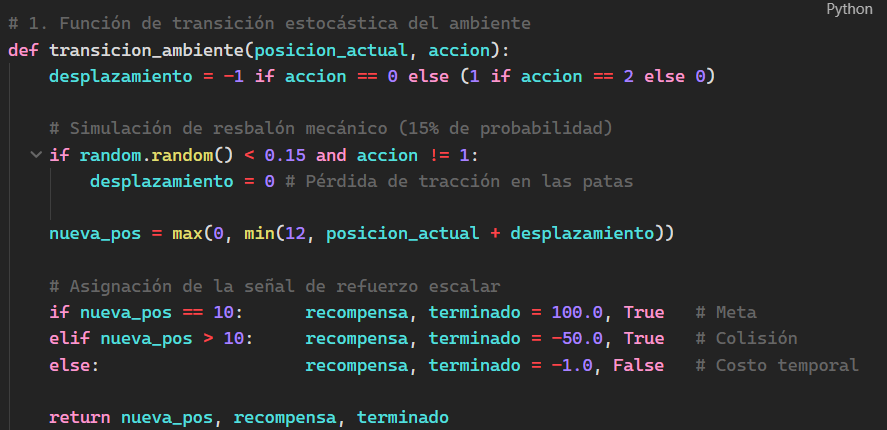 Python
# 1. Función de transición estocástica del ambiente
def transicion_ambiente(posicion_actual, accion):
    desplazamiento = -1 if accion == 0 else (1 if accion == 2 else 0)

    # Simulación de resbalón mecánico (15% de probabilidad)
    if random.random() < 0.15 and accion != 1:
        desplazamiento = 0 # Pérdida de tracción en las patas

    nueva_pos = max(0, min(12, posicion_actual + desplazamiento))

    # Asignación de la señal de refuerzo escalar
    if nueva_pos == 10:      recompensa, terminado = 100.0, True   # Meta
    elif nueva_pos > 10:     recompensa, terminado = -50.0, True   # Colisión
    else:                    recompensa, terminado = -1.0, False   # Costo temporal

    return nueva_pos, recompensa, terminado